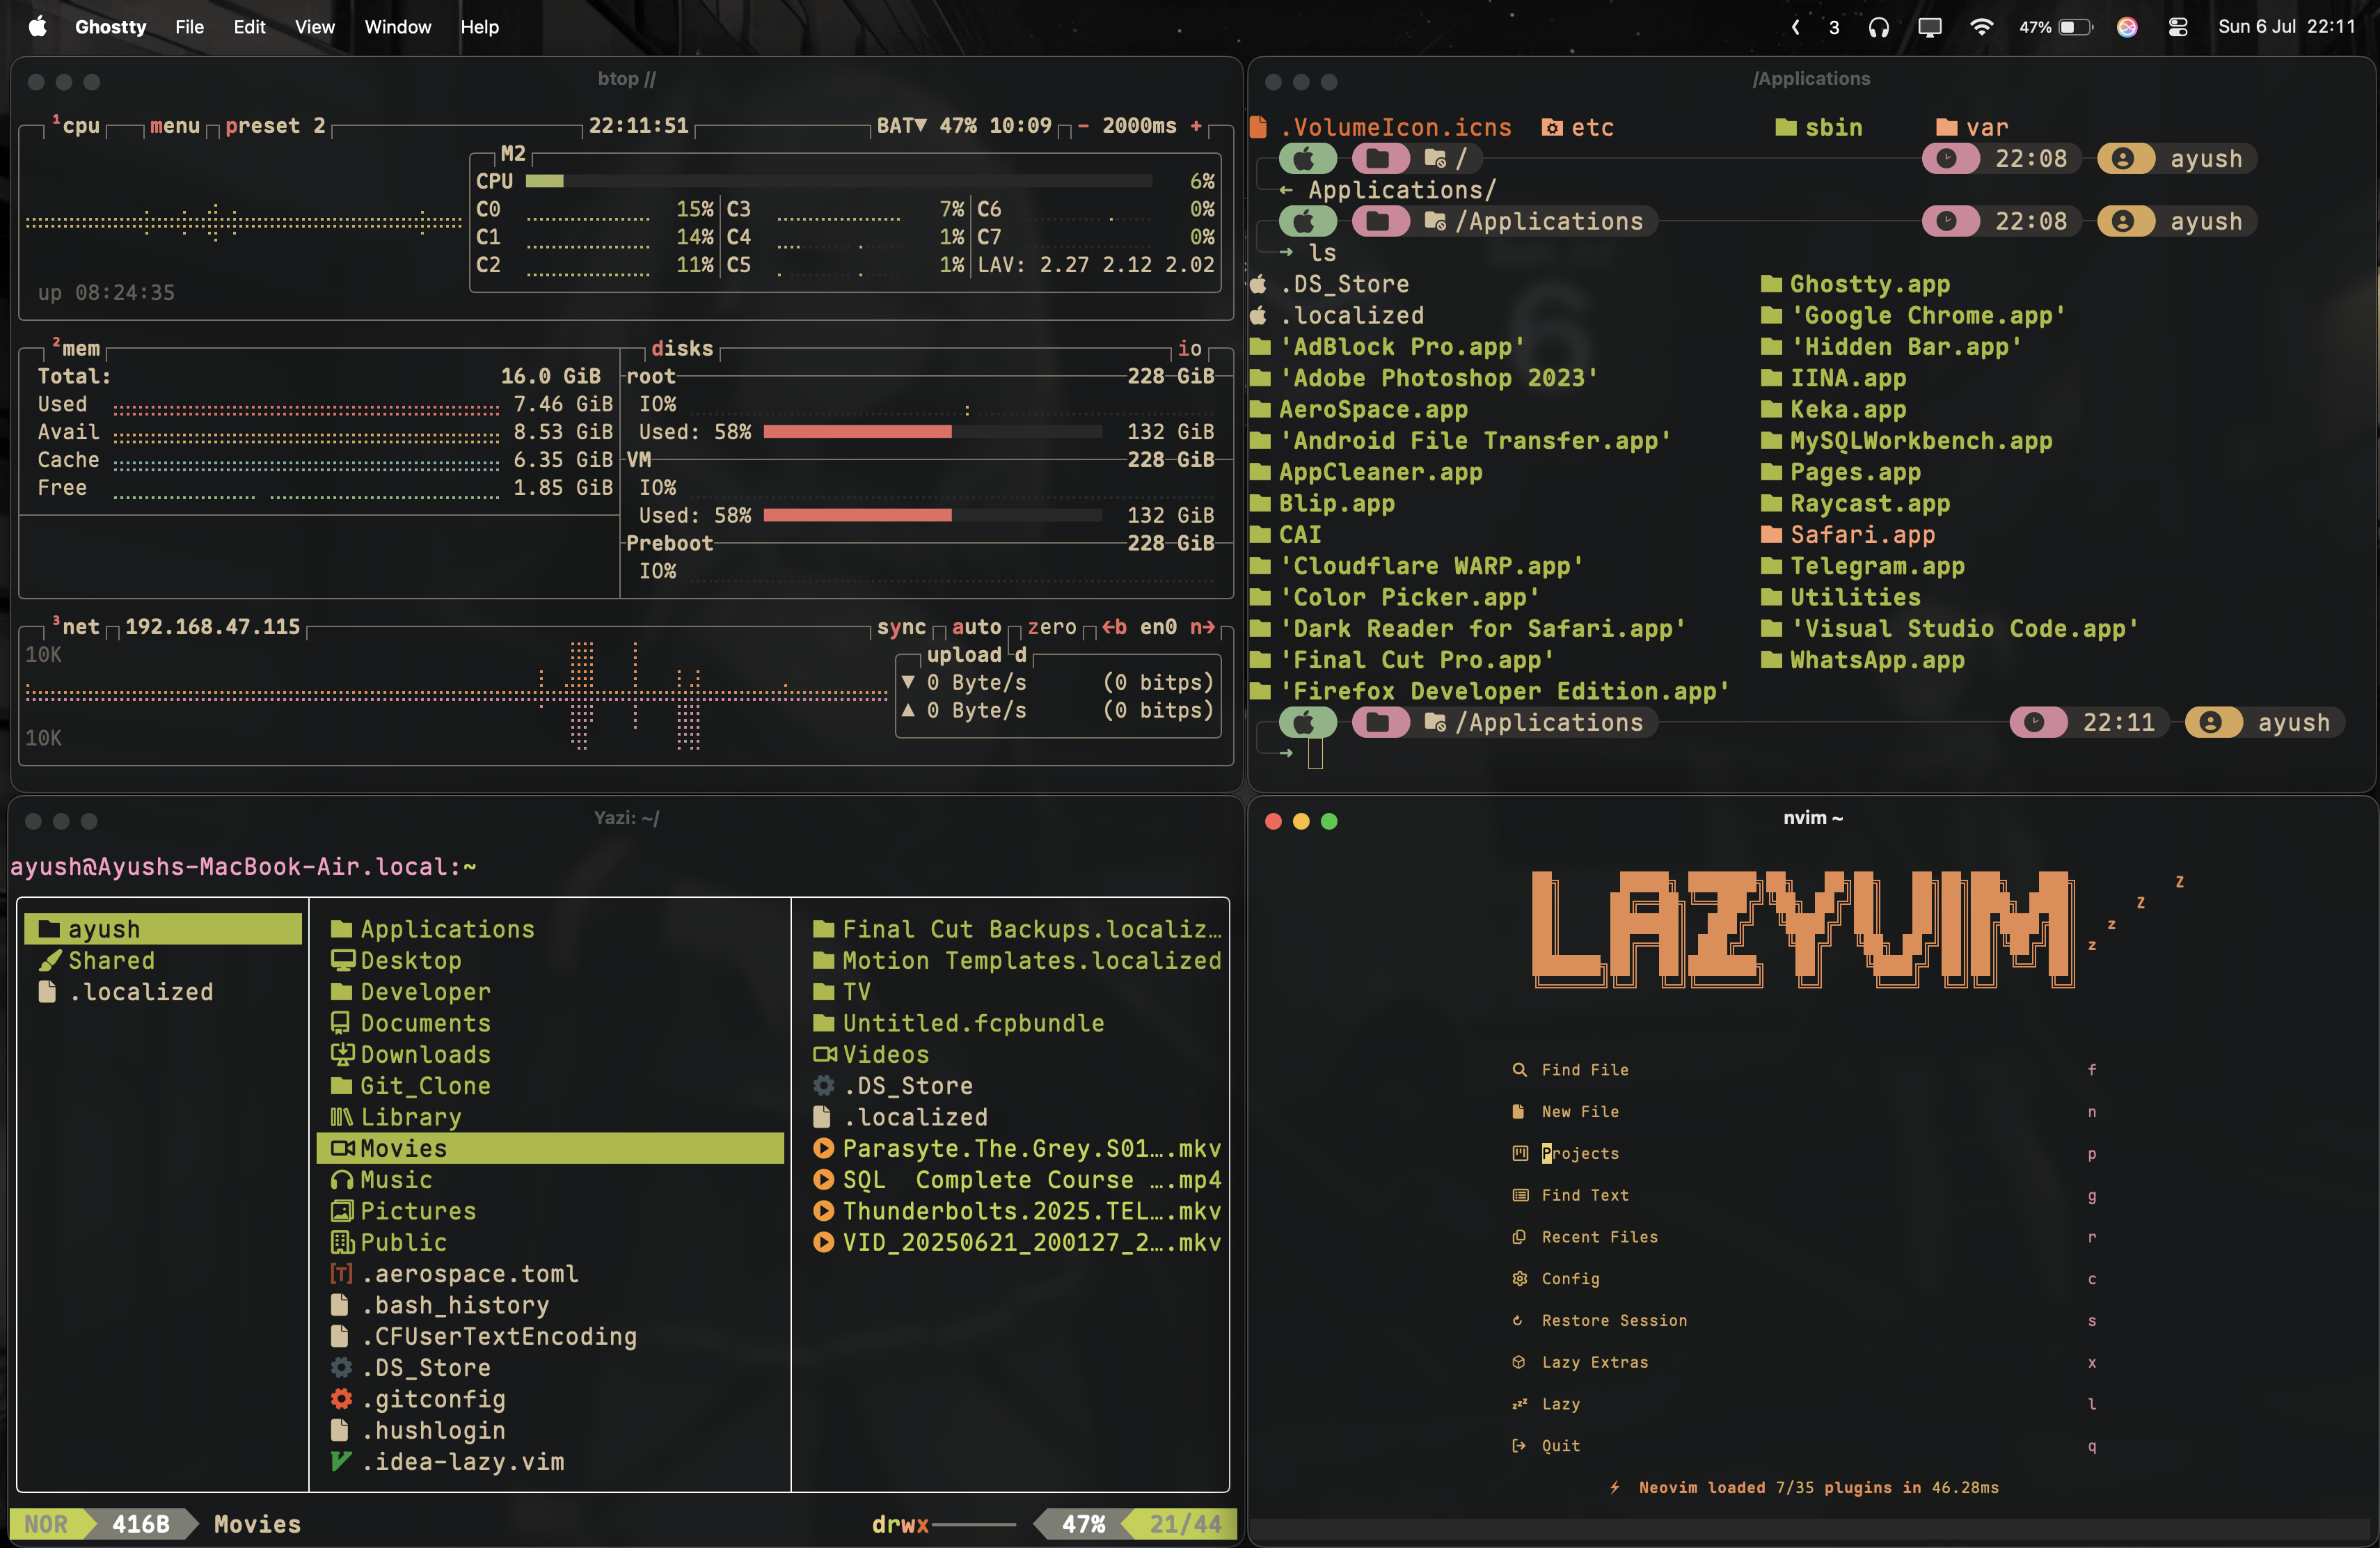 Ghostty File Edit View Window Help 3 47% Sun 6 Jul 22:11
btop //
1cpu menu preset 2 22:11:51 BAT▼ 47% 10:09 - 2000ms +
M2
CPU 6%
C0 15% C3 7% C6 0%
C1 14% C4 1% C7 0%
C2 11% C5 1% LAV: 2.27 2.12 2.02
up 08:24:35
2mem disks io
Total: 16.0 GiB root 228 GiB
Used 7.46 GiB IO%
Avail 8.53 GiB Used: 58% 132 GiB
Cache 6.35 GiB VM 228 GiB
Free 1.85 GiB IO%
Used: 58% 132 GiB
Preboot 228 GiB
IO%
3net 192.168.47.115 sync auto zero ←b en0 n→
10K upload d
▼ 0 Byte/s (0 bitps)
▲ 0 Byte/s (0 bitps)
10K
/Applications
.VolumeIcon.icns etc sbin var
/ 22:08 ayush
← Applications/
/Applications 22:08 ayush
→ ls
.DS_Store Ghostty.app
.localized 'Google Chrome.app'
'AdBlock Pro.app' 'Hidden Bar.app'
'Adobe Photoshop 2023' IINA.app
AeroSpace.app Keka.app
'Android File Transfer.app' MySQLWorkbench.app
AppCleaner.app Pages.app
Blip.app Raycast.app
CAI Safari.app
'Cloudflare WARP.app' Telegram.app
'Color Picker.app' Utilities
'Dark Reader for Safari.app' 'Visual Studio Code.app'
'Final Cut Pro.app' WhatsApp.app
'Firefox Developer Edition.app'
/Applications 22:11 ayush
→
Yazi: ~/
ayush@Ayushs-MacBook-Air.local:~
ayush Applications Final Cut Backups.localiz…
Shared Desktop Motion Templates.localized
.localized Developer TV
Documents Untitled.fcpbundle
Downloads Videos
Git_Clone .DS_Store
Library .localized
Movies Parasyte.The.Grey.S01….mkv
Music SQL  Complete Course ….mp4
Pictures Thunderbolts.2025.TEL….mkv
Public VID_20250621_200127_2….mkv
.aerospace.toml
.bash_history
.CFUserTextEncoding
.DS_Store
.gitconfig
.hushlogin
.idea-lazy.vim
NOR 416B Movies drwx 47% 21/44
nvim ~
LAZYVIM z z z z
Find File f
New File n
Projects p
Find Text g
Recent Files r
Config c
Restore Session s
Lazy Extras x
Lazy l
Quit q
Neovim loaded 7/35 plugins in 46.28ms